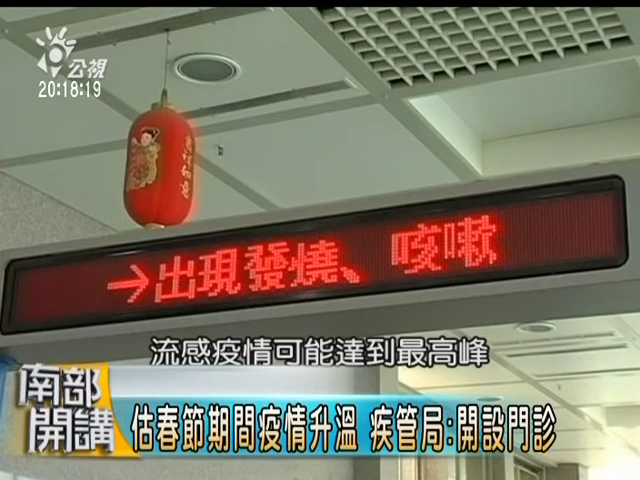 公視
20:18:19
→出現發燒、咳嗽
流感疫情可能達到最高峰
南部
開講
估春節期間疫情升溫 疾管局:開設門診